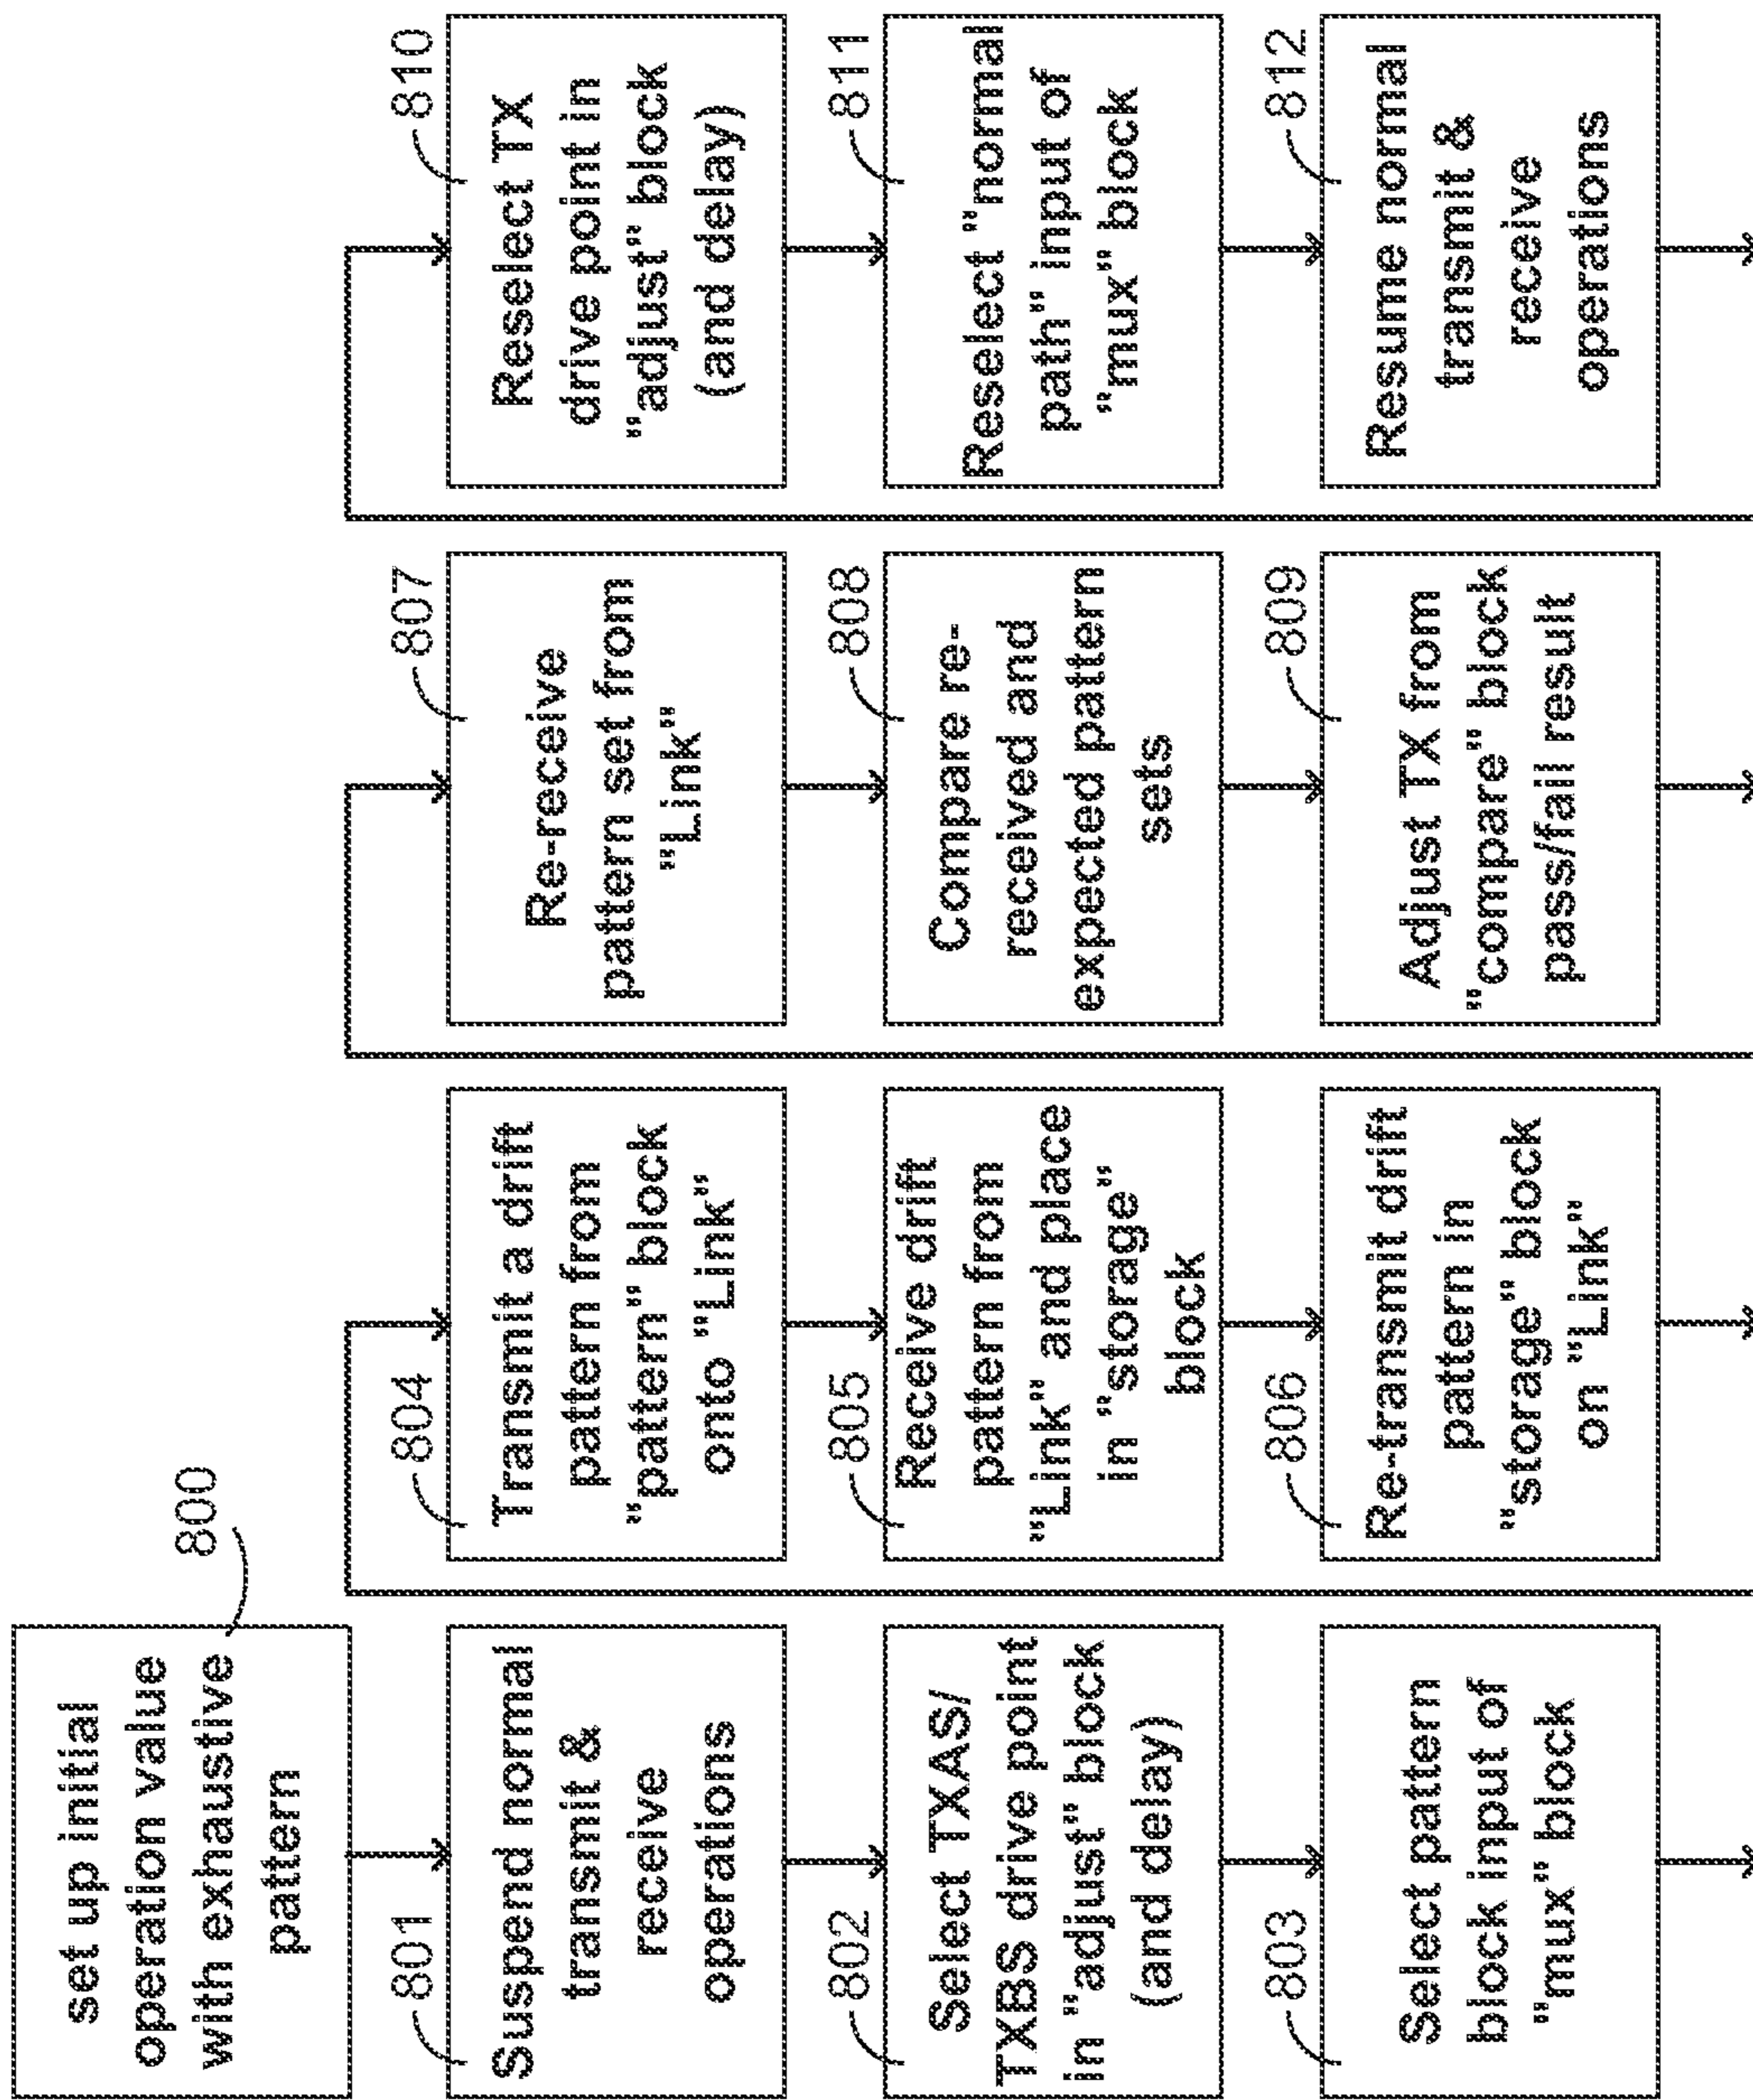 800
set up initial
operation value
with exhaustive
pattern
801
Suspend normal
transmit &
receive
operations
802
Select TXAS/
TXBS drive point
in "adjust" block
(and delay)
803
Select pattern
block input of
"mux" block
804
Transmit a drift
pattern from
"pattern" block
onto "Link"
805
Receive drift
pattern from
"Link" and place
in "storage"
block
806
Re-transmit drift
pattern in
"storage" block
on "Link"
807
Re-receive
pattern set from
"Link"
808
Compare re-
received and
expected pattern
sets
809
Adjust TX from
"compare" block
pass/fail result
810
Reselect TX
drive point in
"adjust" block
(and delay)
811
Reselect "normal
path" input of
"mux" block
812
Resume normal
transmit &
receive
operations